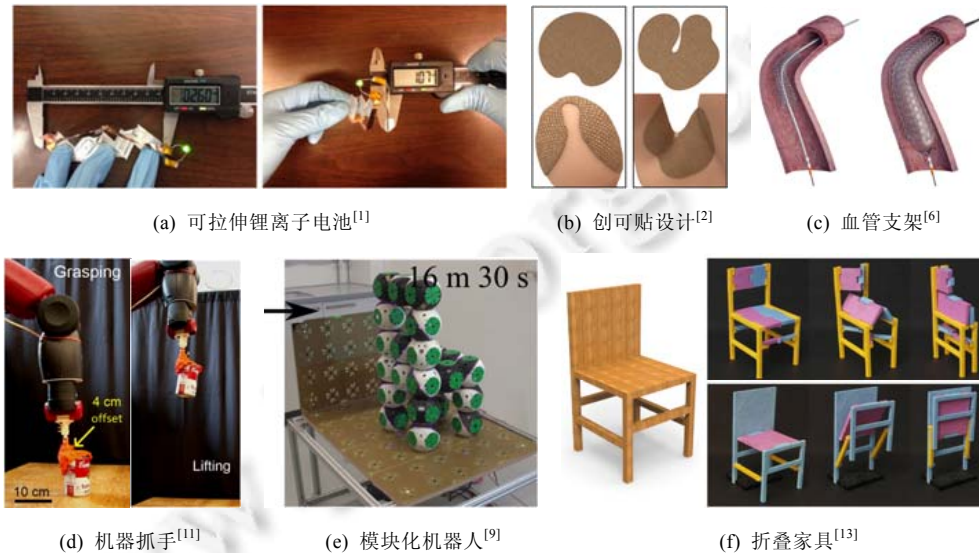 (a) 可拉伸锂离子电池[1]
(b) 创可贴设计[2]
(c) 血管支架[6]
Grasping
4 cm
offset
10 cm
Lifting
16 m 30 s
(d) 机器抓手[11]
(e) 模块化机器人[9]
(f) 折叠家具[13]